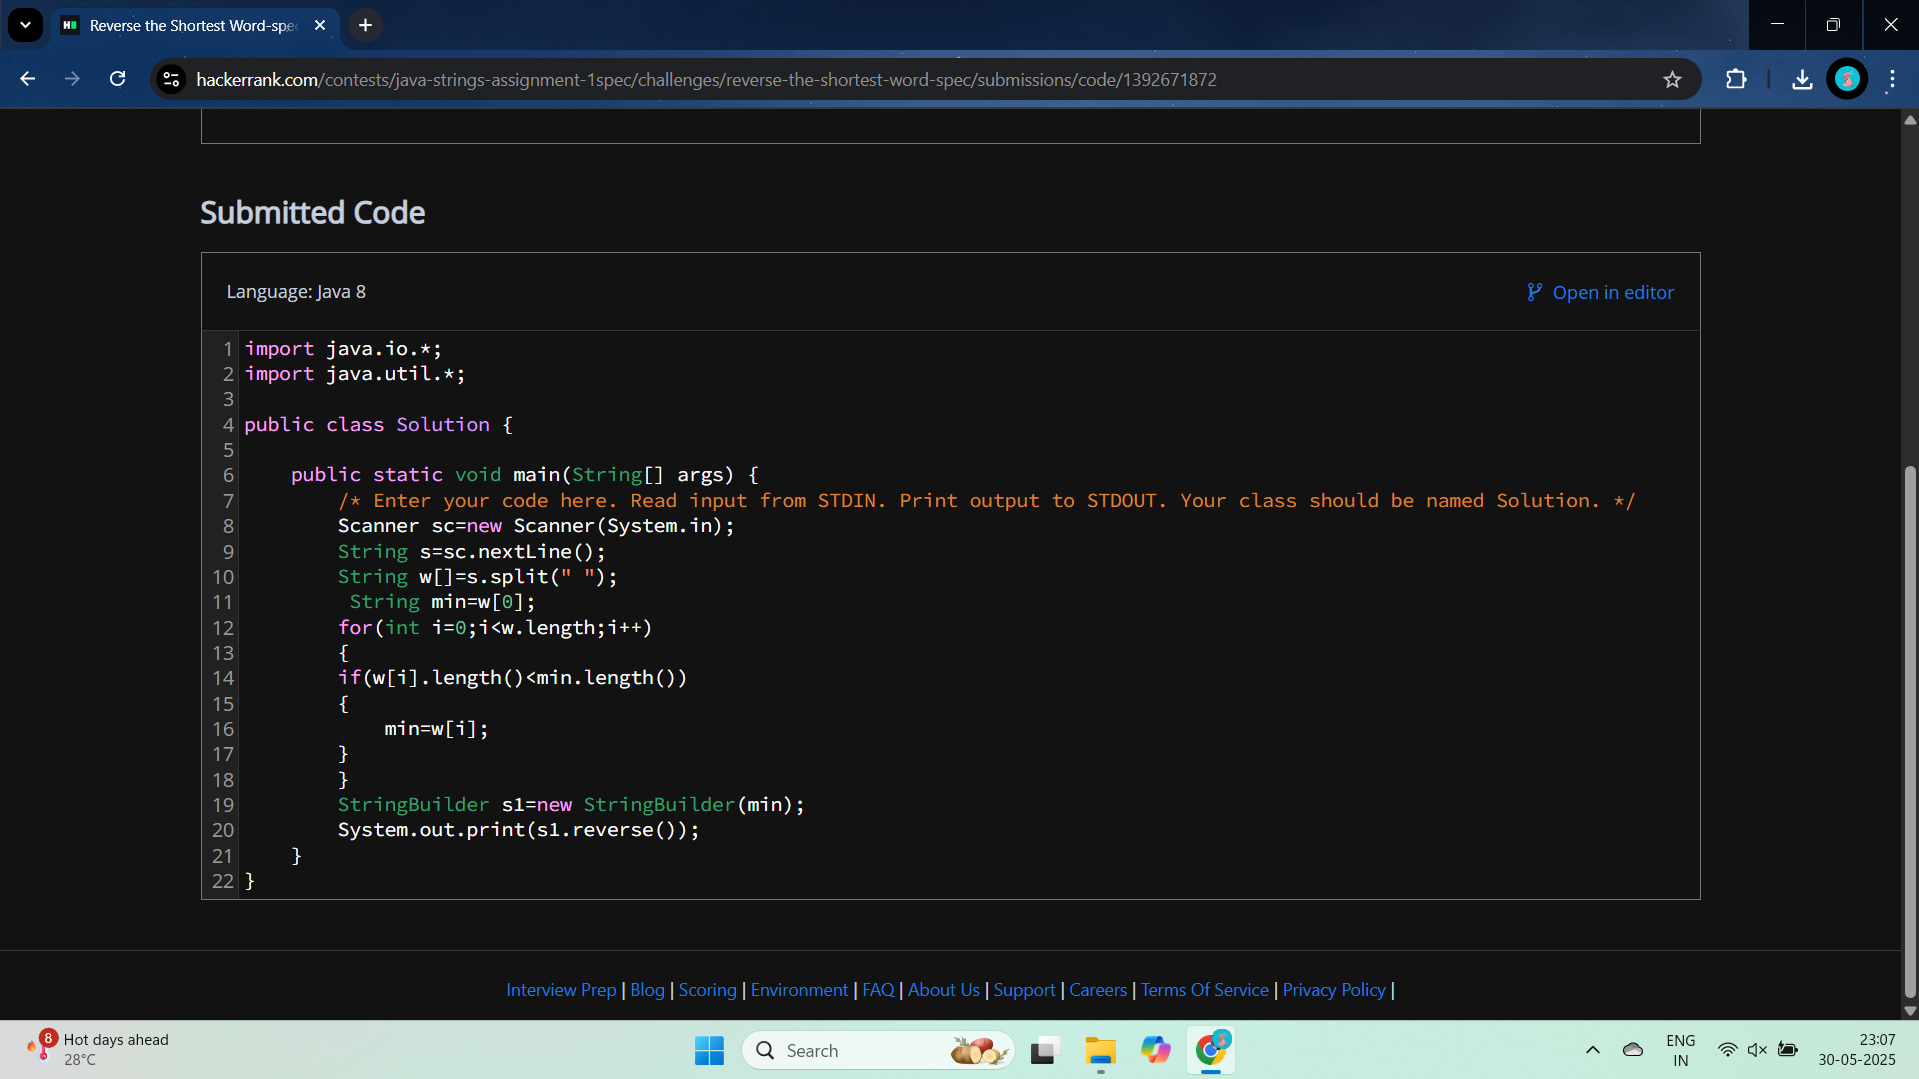 Reverse the Shortest Word-spe
hackerrank.com/contests/java-strings-assignment-1spec/challenges/reverse-the-shortest-word-spec/submissions/code/1392671872
Submitted Code
Language: Java 8
Open in editor
1 import java.io.*;
2 import java.util.*;
3
4 public class Solution {
5
6     public static void main(String[] args) {
7         /* Enter your code here. Read input from STDIN. Print output to STDOUT. Your class should be named Solution. */
8         Scanner sc=new Scanner(System.in);
9         String s=sc.nextLine();
10         String w[]=s.split(" ");
11          String min=w[0];
12         for(int i=0;i<w.length;i++)
13         {
14         if(w[i].length()<min.length())
15         {
16             min=w[i];
17         }
18         }
19         StringBuilder s1=new StringBuilder(min);
20         System.out.print(s1.reverse());
21     }
22 }
Interview Prep | Blog | Scoring | Environment | FAQ | About Us | Support | Careers | Terms Of Service | Privacy Policy |
8
Hot days ahead
28°C
Search
ENG
IN
23:07
30-05-2025